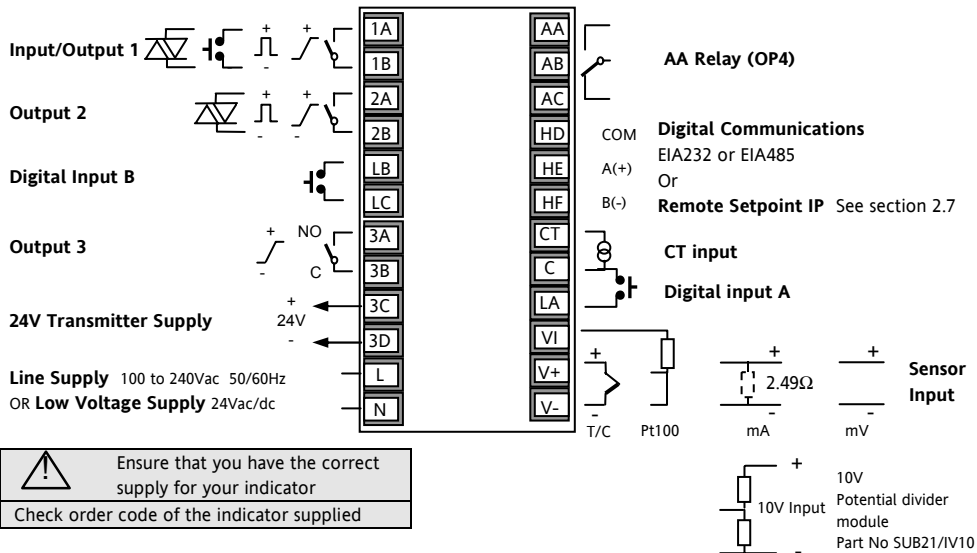 Input/Output 1
+
-
+
-
1A
1B
Output 2
+
-
+
-
2A
2B
Digital Input B
LB
LC
Output 3
+
-
NO
C
3A
3B
24V Transmitter Supply
+
24V
-
3C
3D
Line Supply 100 to 240Vac 50/60Hz
OR Low Voltage Supply 24Vac/dc
L
N
AA
AB
AC
AA Relay (OP4)
HD
HE
HF
COM
A(+)
B(-)
Digital Communications
EIA232 or EIA485
Or
Remote Setpoint IP See section 2.7
CT
C
LA
CT input
Digital input A
VI
V+
V-
+
-
T/C
Pt100
+
2.49Ω
-
mA
+
-
mV
Sensor
Input
+
10V Input
-
10V
Potential divider
module
Part No SUB21/IV10
!
Ensure that you have the correct
supply for your indicator
Check order code of the indicator supplied